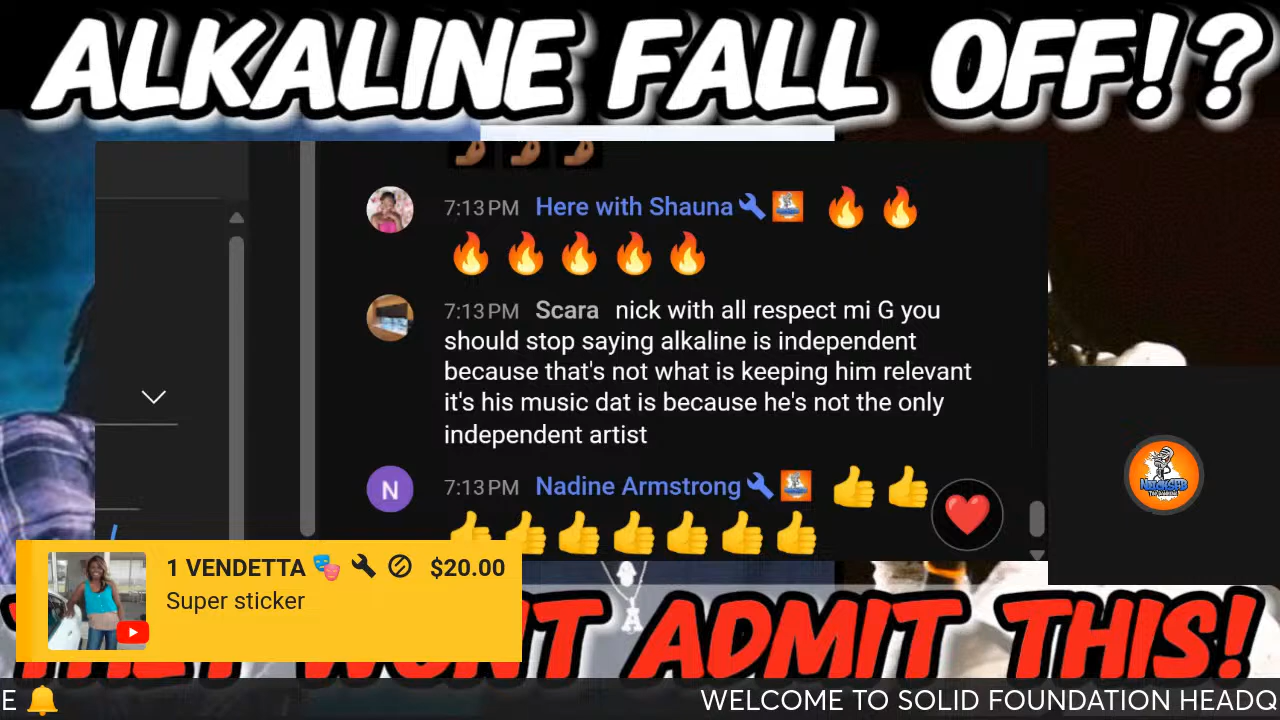 ALKALINE FALL OFF!?
7:13 PM Here with Shauna
7:13 PM Scara nick with all respect mi G you
should stop saying alkaline is independent
because that's not what is keeping him relevant
it's his music dat is because he's not the only
independent artist
N 7:13 PM Nadine Armstrong
1 VENDETTA $20.00
Super sticker
ADMIT THIS!
E WELCOME TO SOLID FOUNDATION HEADQ